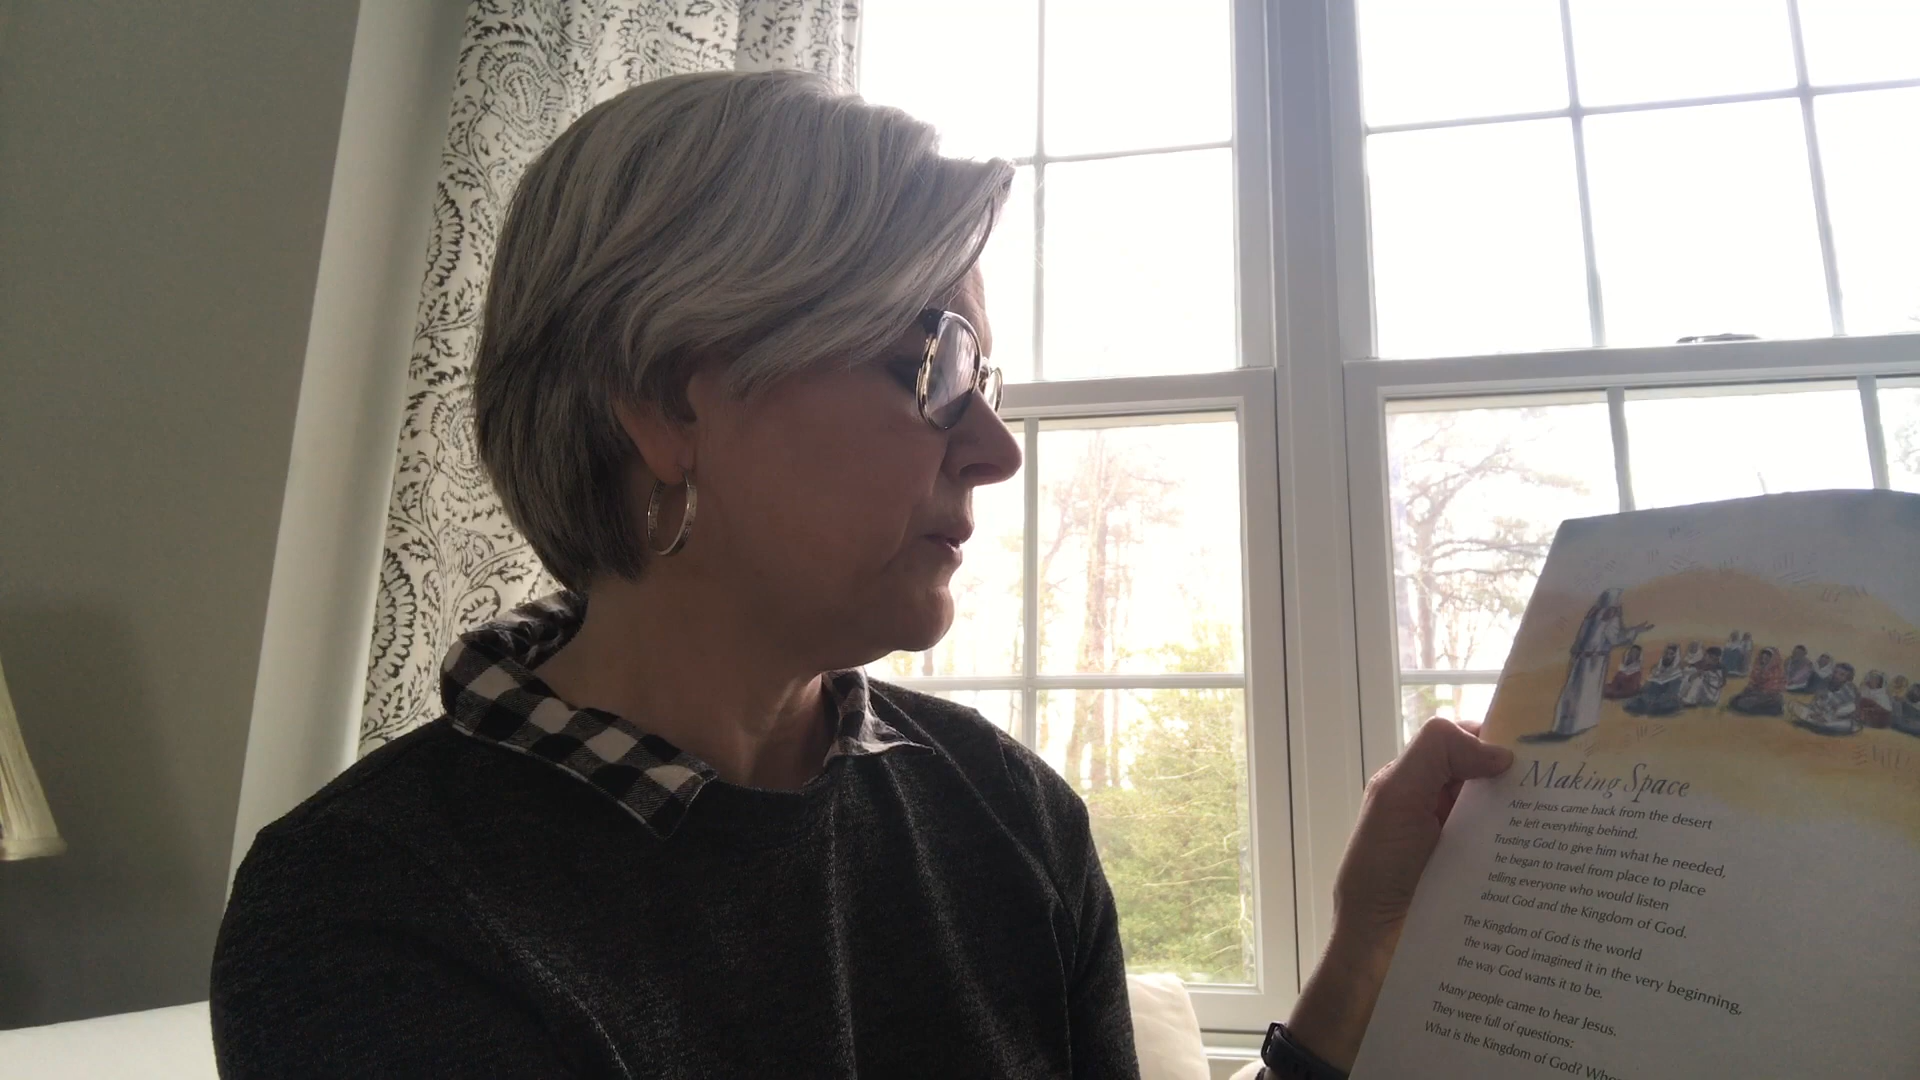 Making Space
After Jesus came back from the desert
he left everything behind.
Trusting God to give him what he needed,
he began to travel from place to place
telling everyone who would listen
about God and the Kingdom of God.
The Kingdom of God is the world
the way God imagined it in the very beginning,
the way God wants it to be.
Many people came to hear Jesus.
They were full of questions:
What is the Kingdom of God?